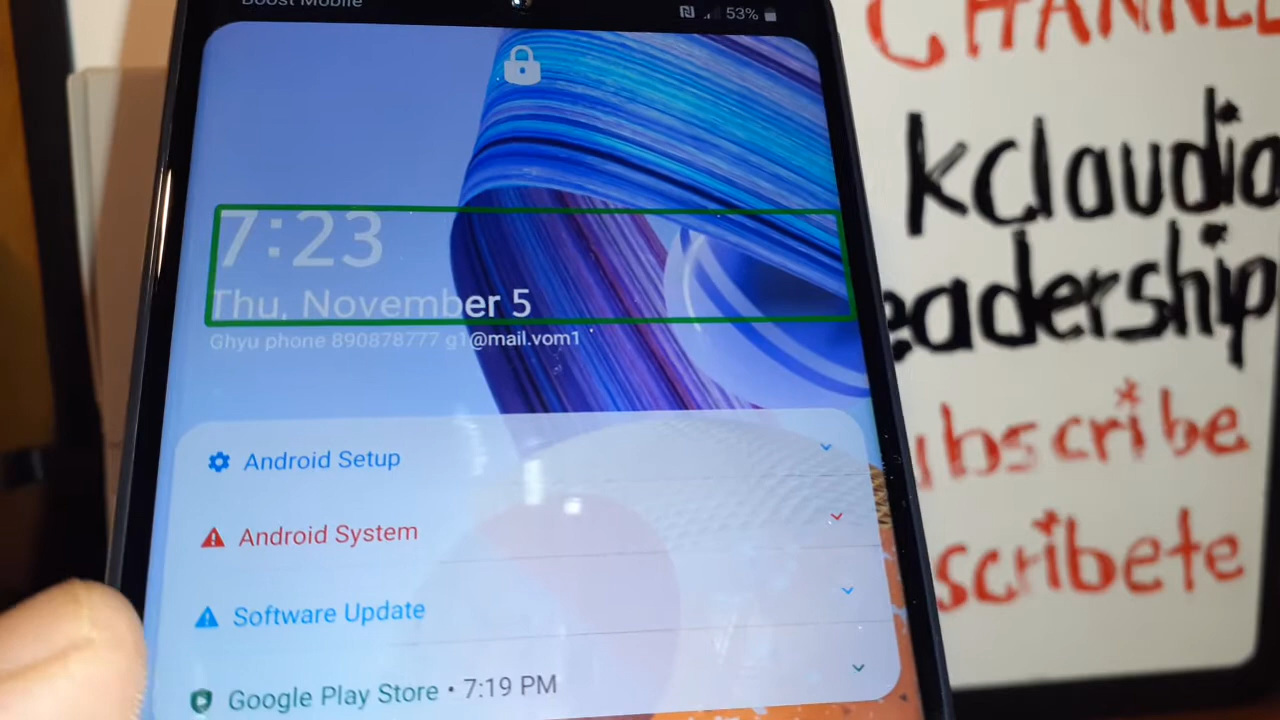 Boost Mobile
53%
7:23
Thu, November 5
Ghyu phone 890878777 g1@mail.vom1
Android Setup
Android System
Software Update
Google Play Store • 7:19 PM
CHANNEL
kclaudio
eadership
ubscribe
scribete